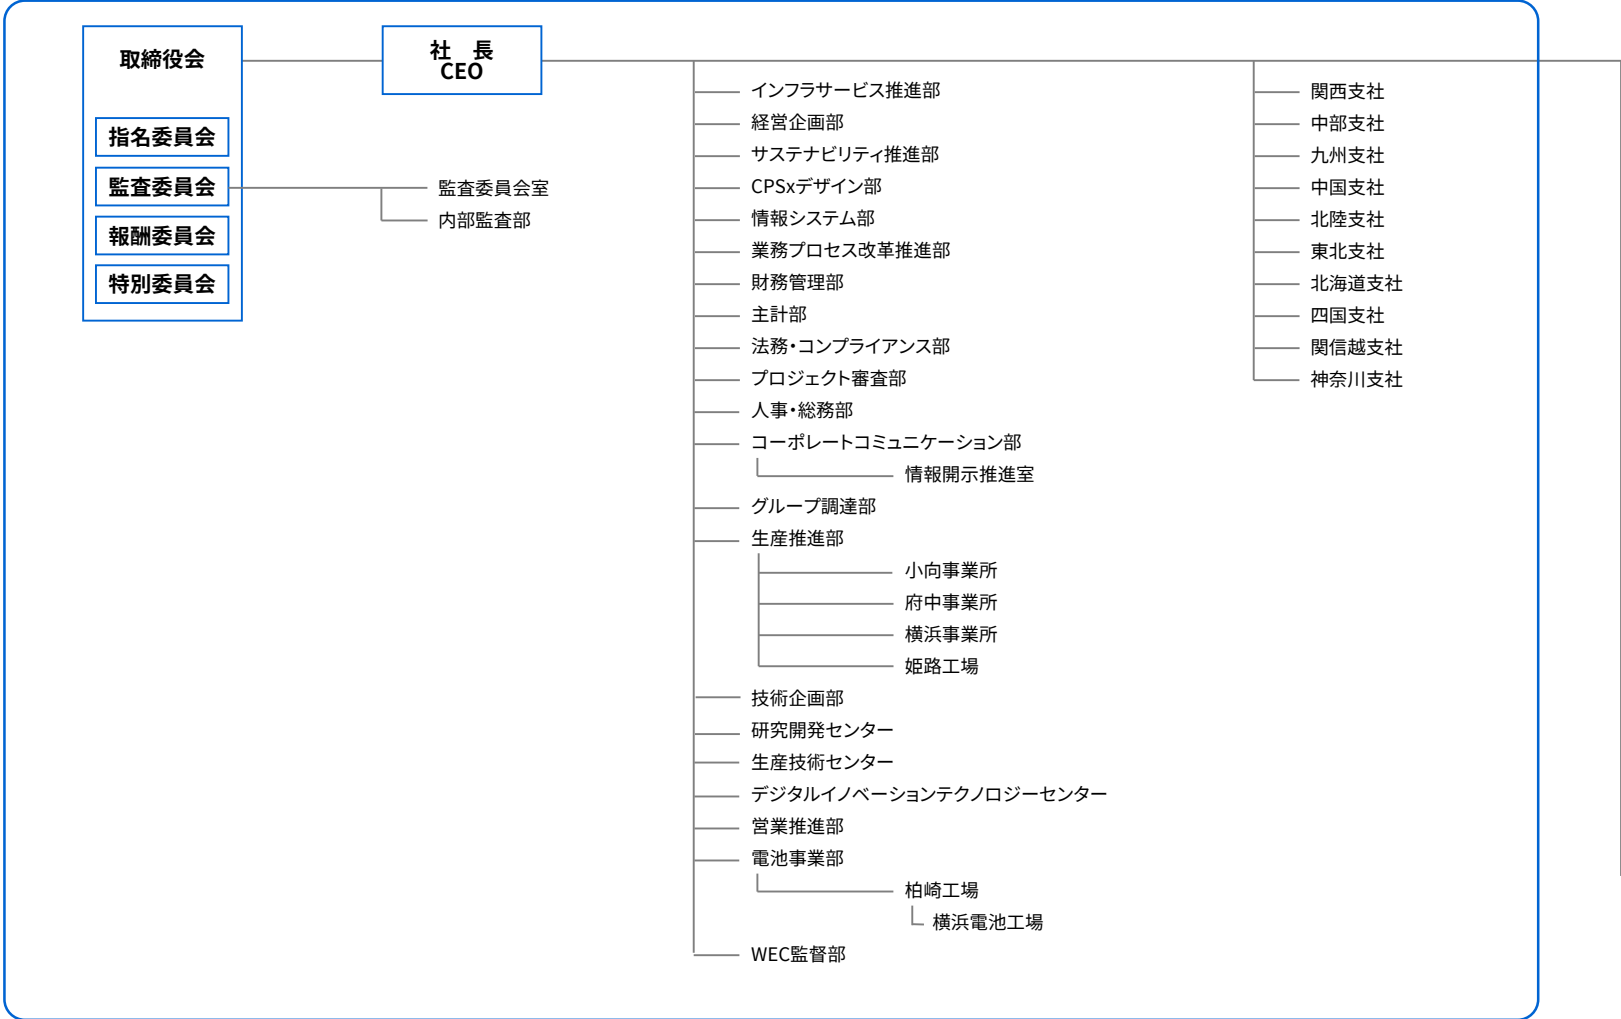 取締役会
指名委員会
監査委員会
報酬委員会
特別委員会
監査委員会室
内部監査部
社　長
CEO
インフラサービス推進部
経営企画部
サステナビリティ推進部
CPSxデザイン部
情報システム部
業務プロセス改革推進部
財務管理部
主計部
法務・コンプライアンス部
プロジェクト審査部
人事・総務部
コーポレートコミュニケーション部
情報開示推進室
グループ調達部
生産推進部
小向事業所
府中事業所
横浜事業所
姫路工場
技術企画部
研究開発センター
生産技術センター
デジタルイノベーションテクノロジーセンター
営業推進部
電池事業部
柏崎工場
横浜電池工場
WEC監督部
関西支社
中部支社
九州支社
中国支社
北陸支社
東北支社
北海道支社
四国支社
関信越支社
神奈川支社